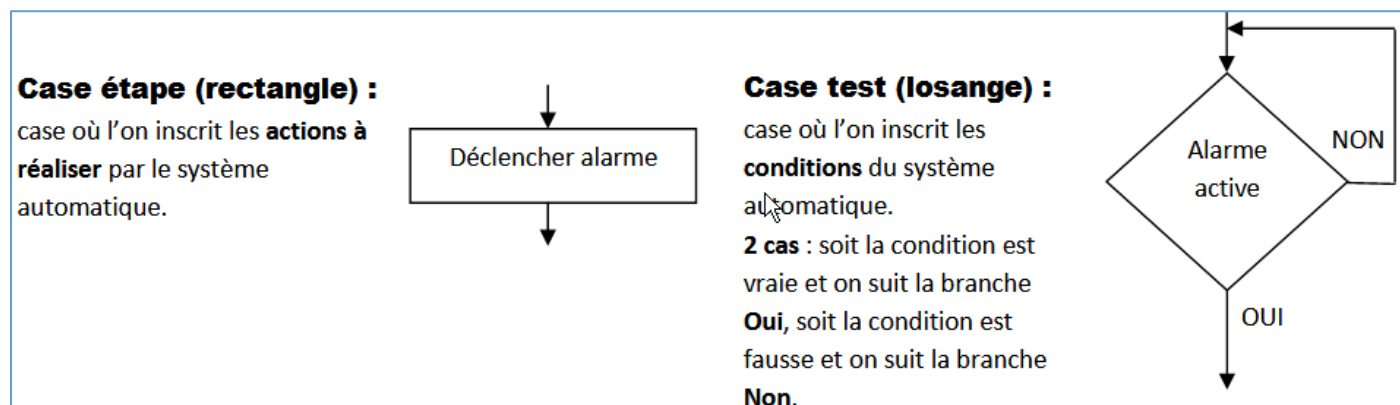 Case étape (rectangle) :
case où l'on inscrit les actions à
réaliser par le système
automatique.
Déclencher alarme
Case test (losange) :
case où l'on inscrit les
conditions du système
automatique.
2 cas : soit la condition est
vraie et on suit la branche
Oui, soit la condition est
fausse et on suit la branche
Non.
Alarme
active
NON
OUI